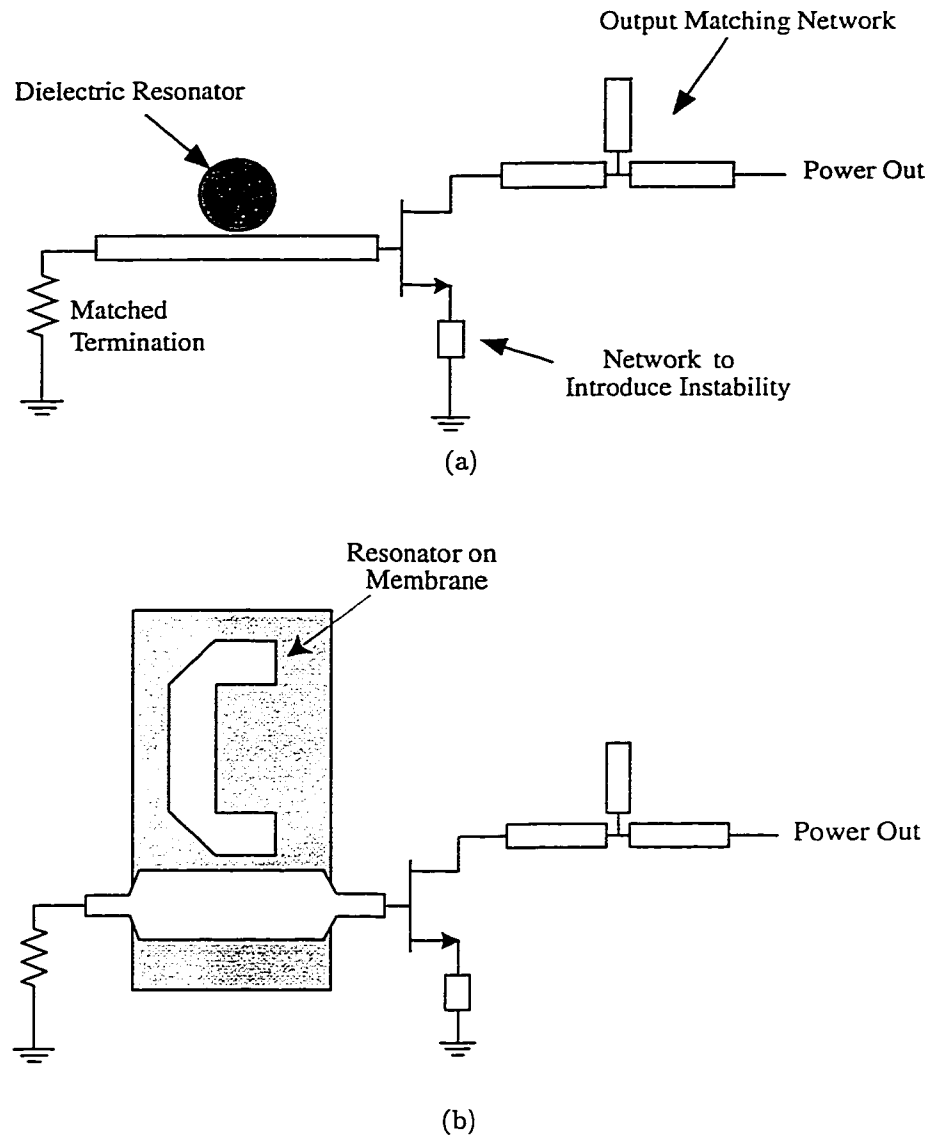 Output Matching Network
Dielectric Resonator
Power Out
Matched
Termination
Network to
Introduce Instability
(a)
Resonator on
Membrane
Power Out
(b)